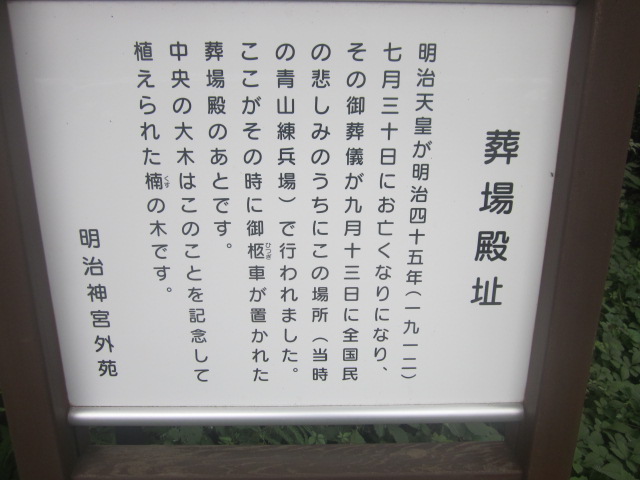 葬場殿址
明治天皇が明治四十五年(一九一二)
七月三十日にお亡くなりになり、
その御葬儀が九月十三日に全国民
の悲しみのうちにこの場所(当時
の青山練兵場)で行われました。
ここがその時に御柩車が置かれた
ひつぎ
葬場殿のあとです。
中央の大木はこのことを記念して
植えられた楠の木です。
くす
明治神宮外苑